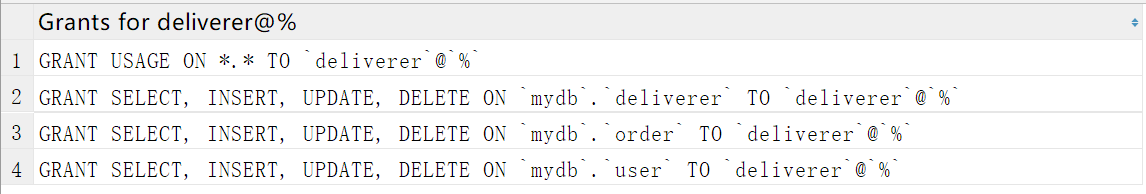 Grants for deliverer@%
1 GRANT USAGE ON *.* TO `deliverer`@`%`
2 GRANT SELECT, INSERT, UPDATE, DELETE ON `mydb`.`deliverer` TO `deliverer`@`%`
3 GRANT SELECT, INSERT, UPDATE, DELETE ON `mydb`.`order` TO `deliverer`@`%`
4 GRANT SELECT, INSERT, UPDATE, DELETE ON `mydb`.`user` TO `deliverer`@`%`